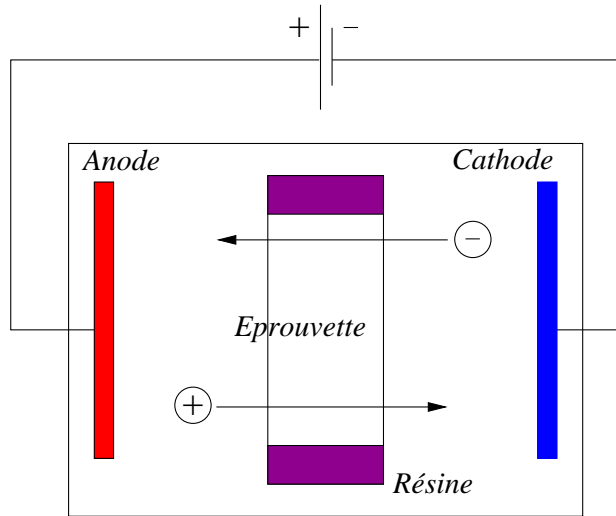 + −
Anode
Cathode
−
Eprouvette
+
Résine